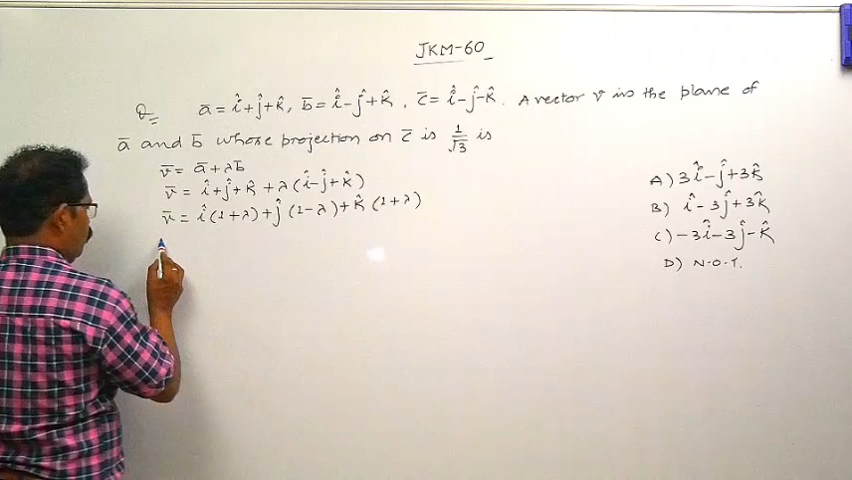 JKM-60
Q= ā = î+ĵ+k̂, b̄ = î-ĵ+k̂, c̄ = î-ĵ-k̂. A vector v̄ in the plane of
ā and b̄ whose projection on c̄ is 1/√3 is
v̄ = ā + λb̄
v̄ = î+ĵ+k̂ + λ(î-ĵ+k̂)
v̄ = î(1+λ)+ĵ(1-λ)+k̂(1+λ)
A) 3î-ĵ+3k̂
B) î-3ĵ+3k̂
C) -3î-3ĵ-k̂
D) N.O.T.